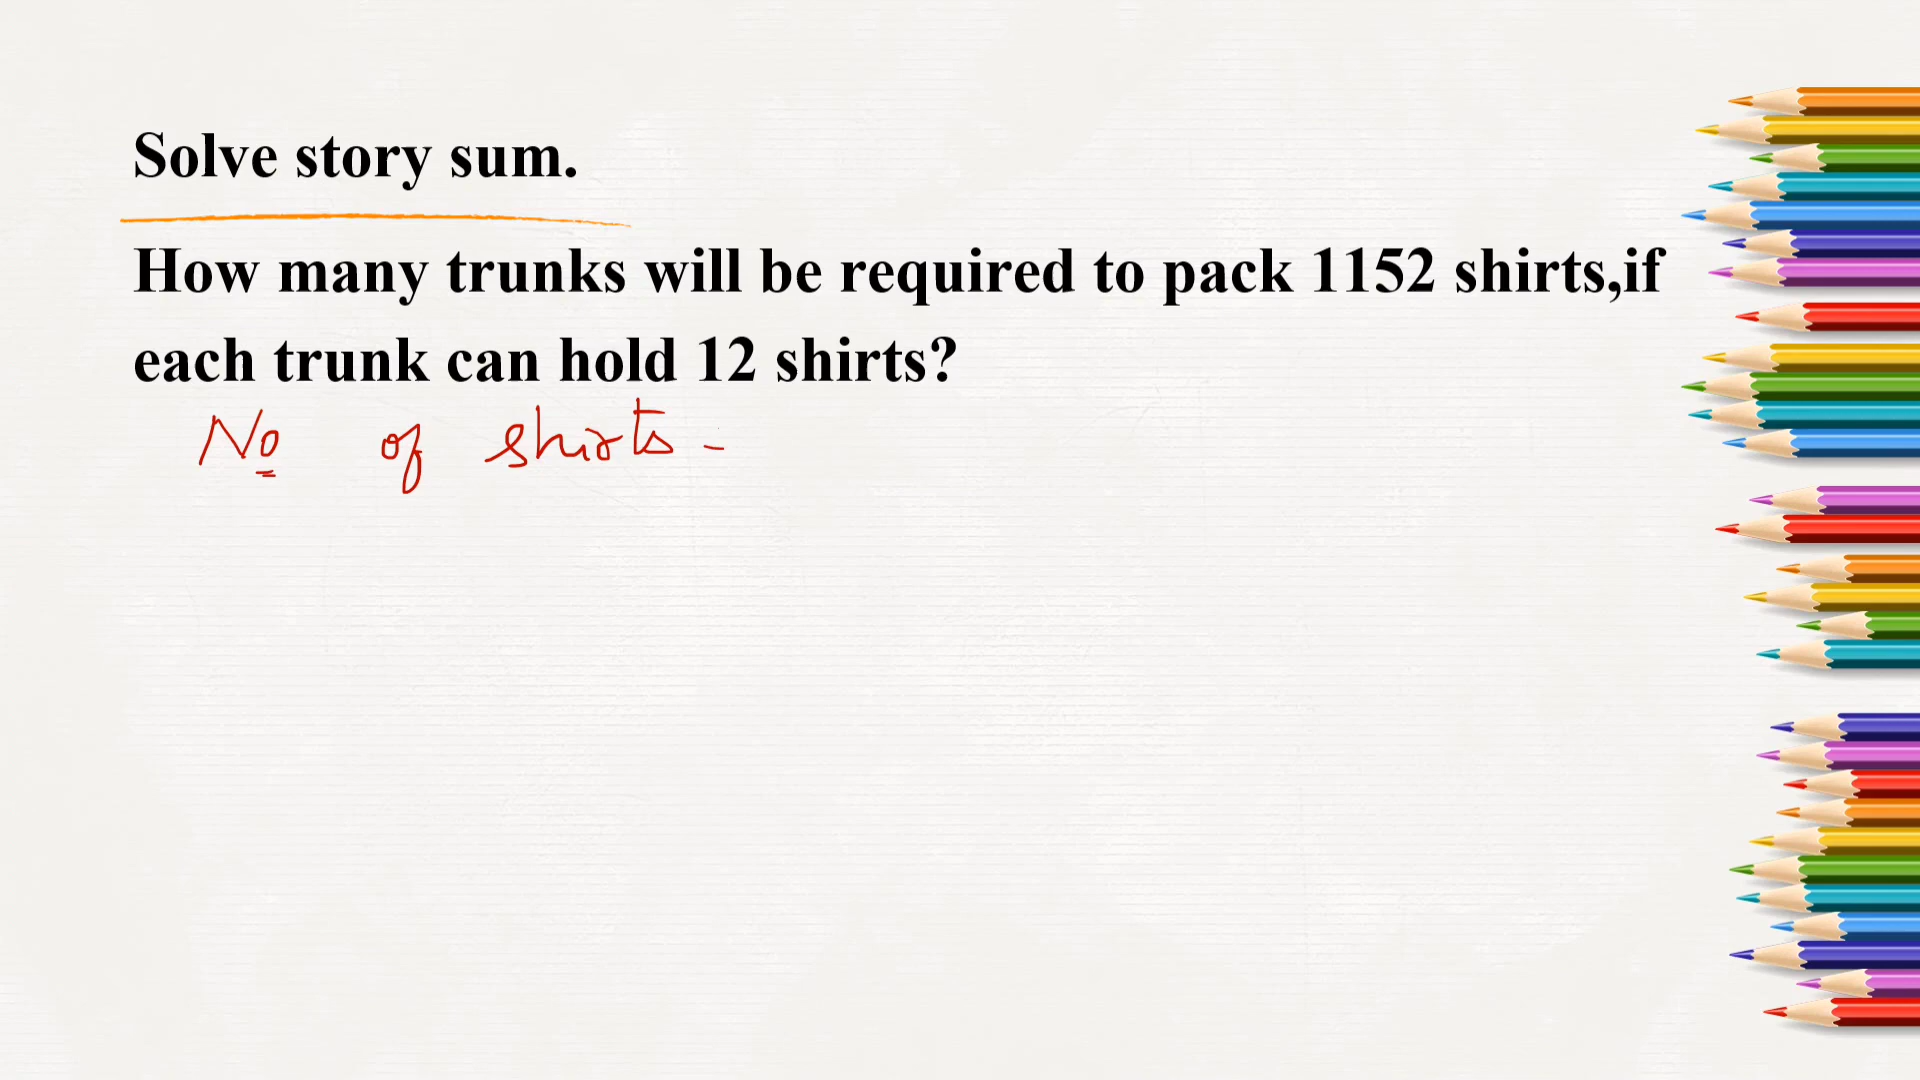 Solve story sum.
How many trunks will be required to pack 1152 shirts,if
each trunk can hold 12 shirts?
No of shirts -